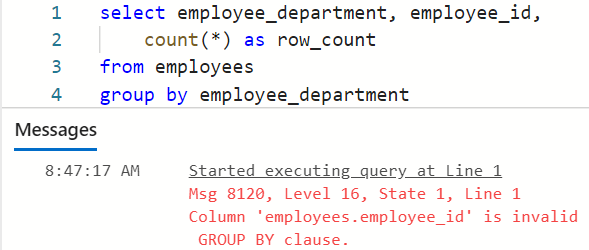 1 select employee_department, employee_id,
2 count(*) as row_count
3 from employees
4 group by employee_department
Messages
8:47:17 AM Started executing query at Line 1
Msg 8120, Level 16, State 1, Line 1
Column 'employees.employee_id' is invalid
GROUP BY clause.